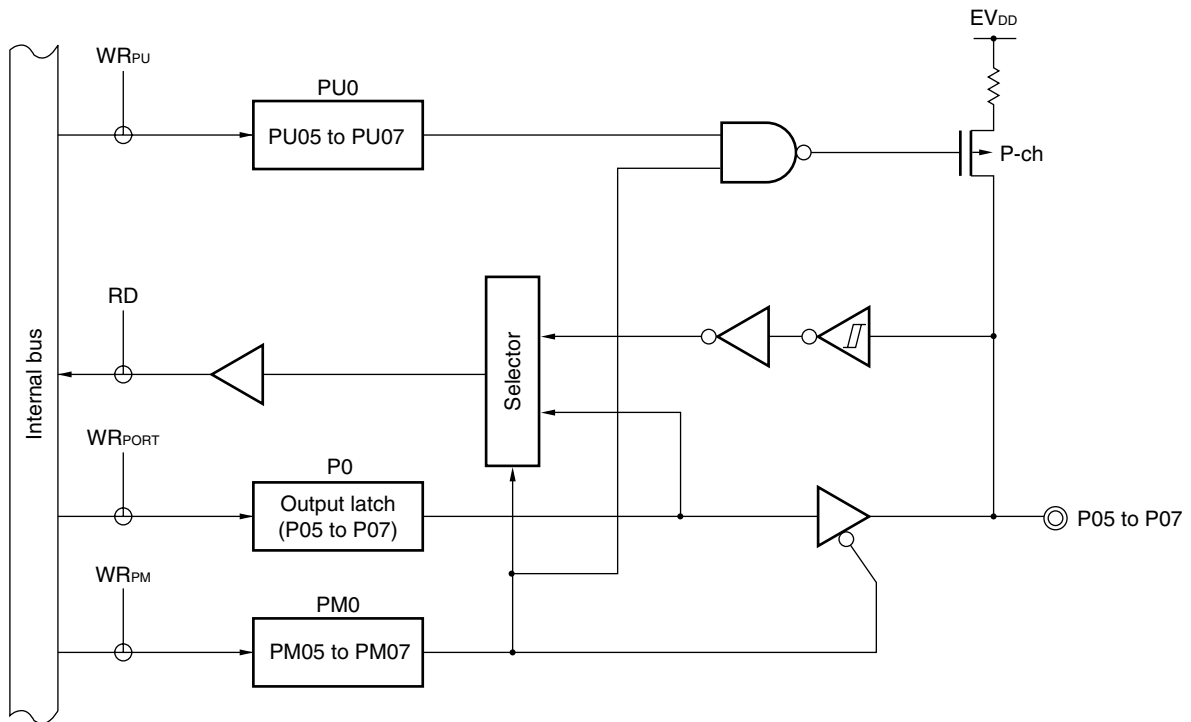 EVDD
WRPU
PU0
PU05 to PU07
P-ch
RD
Selector
Internal bus
WRPORT
P0
Output latch
(P05 to P07)
P05 to P07
WRPM
PM0
PM05 to PM07